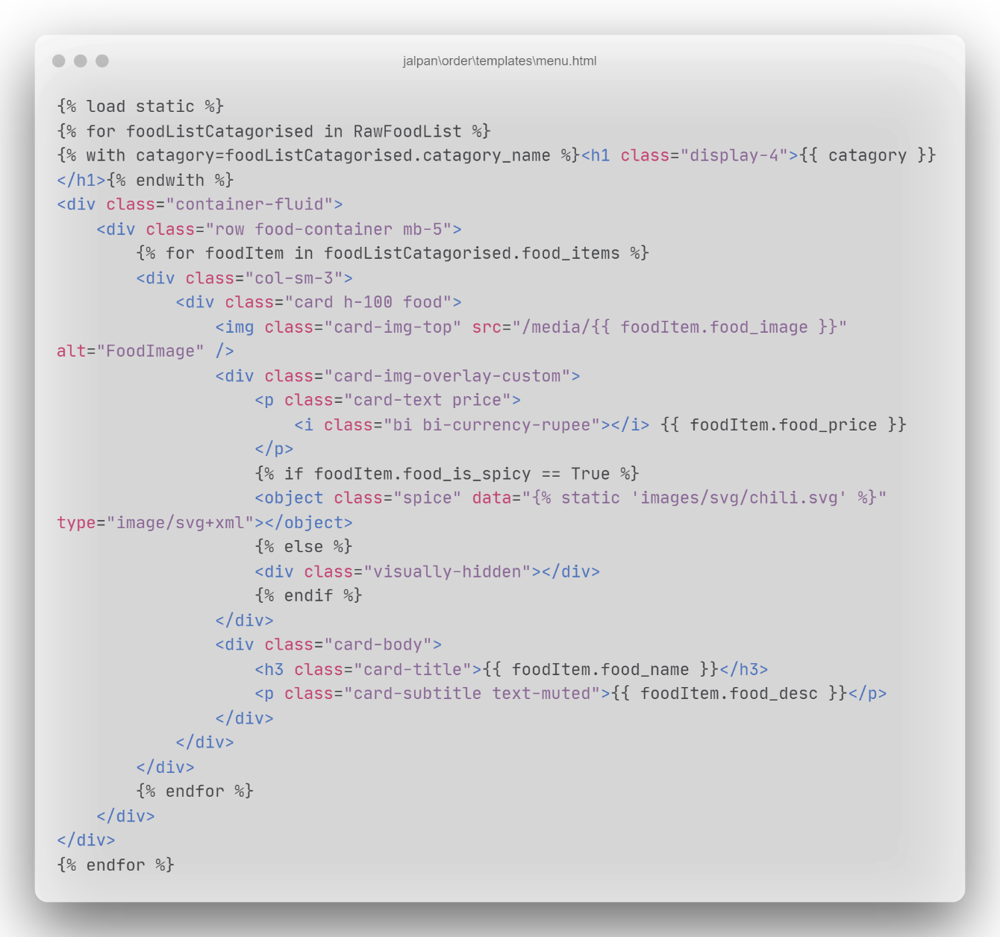 jalpan\order\templates\menu.html
{% load static %}
{% for foodListCatagorised in RawFoodList %}
{% with catagory=foodListCatagorised.catagory_name %}<h1 class="display-4">{{ catagory }}
</h1>{% endwith %}
<div class="container-fluid">
    <div class="row food-container mb-5">
        {% for foodItem in foodListCatagorised.food_items %}
        <div class="col-sm-3">
            <div class="card h-100 food">
                <img class="card-img-top" src="/media/{{ foodItem.food_image }}"
alt="FoodImage" />
                <div class="card-img-overlay-custom">
                    <p class="card-text price">
                        <i class="bi bi-currency-rupee"></i> {{ foodItem.food_price }}
                    </p>
                    {% if foodItem.food_is_spicy == True %}
                    <object class="spice" data="{% static 'images/svg/chili.svg' %}"
type="image/svg+xml"></object>
                    {% else %}
                    <div class="visually-hidden"></div>
                    {% endif %}
                </div>
                <div class="card-body">
                    <h3 class="card-title">{{ foodItem.food_name }}</h3>
                    <p class="card-subtitle text-muted">{{ foodItem.food_desc }}</p>
                </div>
            </div>
        </div>
        {% endfor %}
    </div>
</div>
{% endfor %}